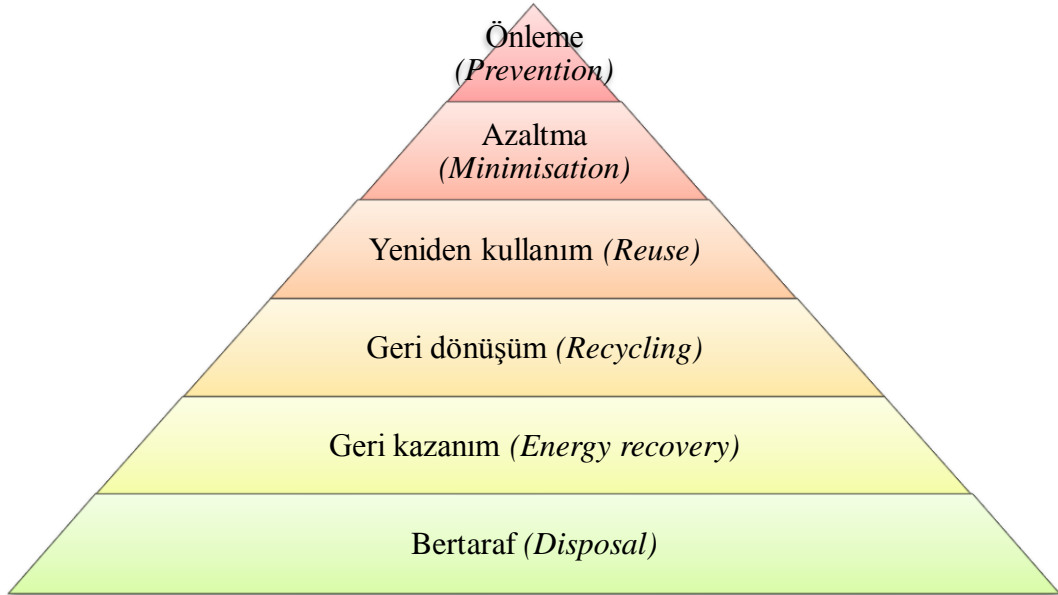 Önleme
(Prevention)
Azaltma
(Minimisation)
Yeniden kullanım (Reuse)
Geri dönüşüm (Recycling)
Geri kazanım (Energy recovery)
Bertaraf (Disposal)